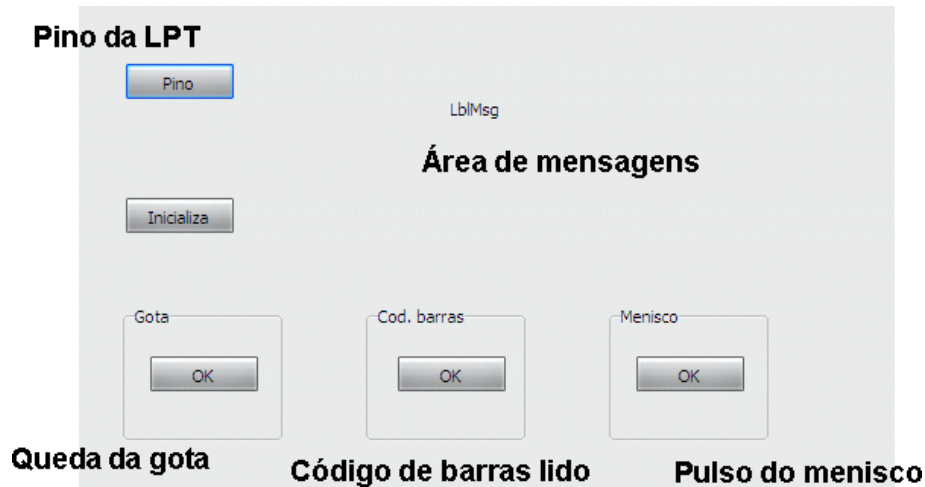 Pino da LPT
Pino
LblMsg
Área de mensagens
Inicializa
Gota
Cod. barras
Menisco
OK
OK
OK
Queda da gota
Código de barras lido
Pulso do menisco